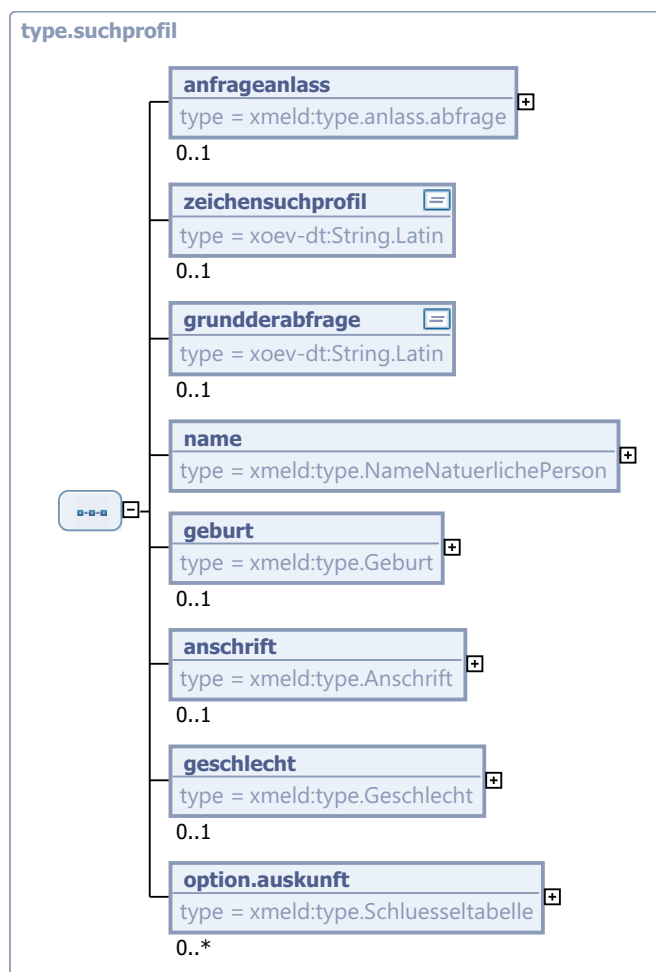 type.suchprofil
anfrageanlass
type = xmeld:type.anlass.abfrage
0..1
zeichensuchprofil
type = xoev-dt:String.Latin
0..1
grundderabfrage
type = xoev-dt:String.Latin
0..1
name
type = xmeld:type.NameNatuerlichePerson
geburt
type = xmeld:type.Geburt
0..1
anschrift
type = xmeld:type.Anschrift
0..1
geschlecht
type = xmeld:type.Geschlecht
0..1
option.auskunft
type = xmeld:type.Schluesseltabelle
0..*